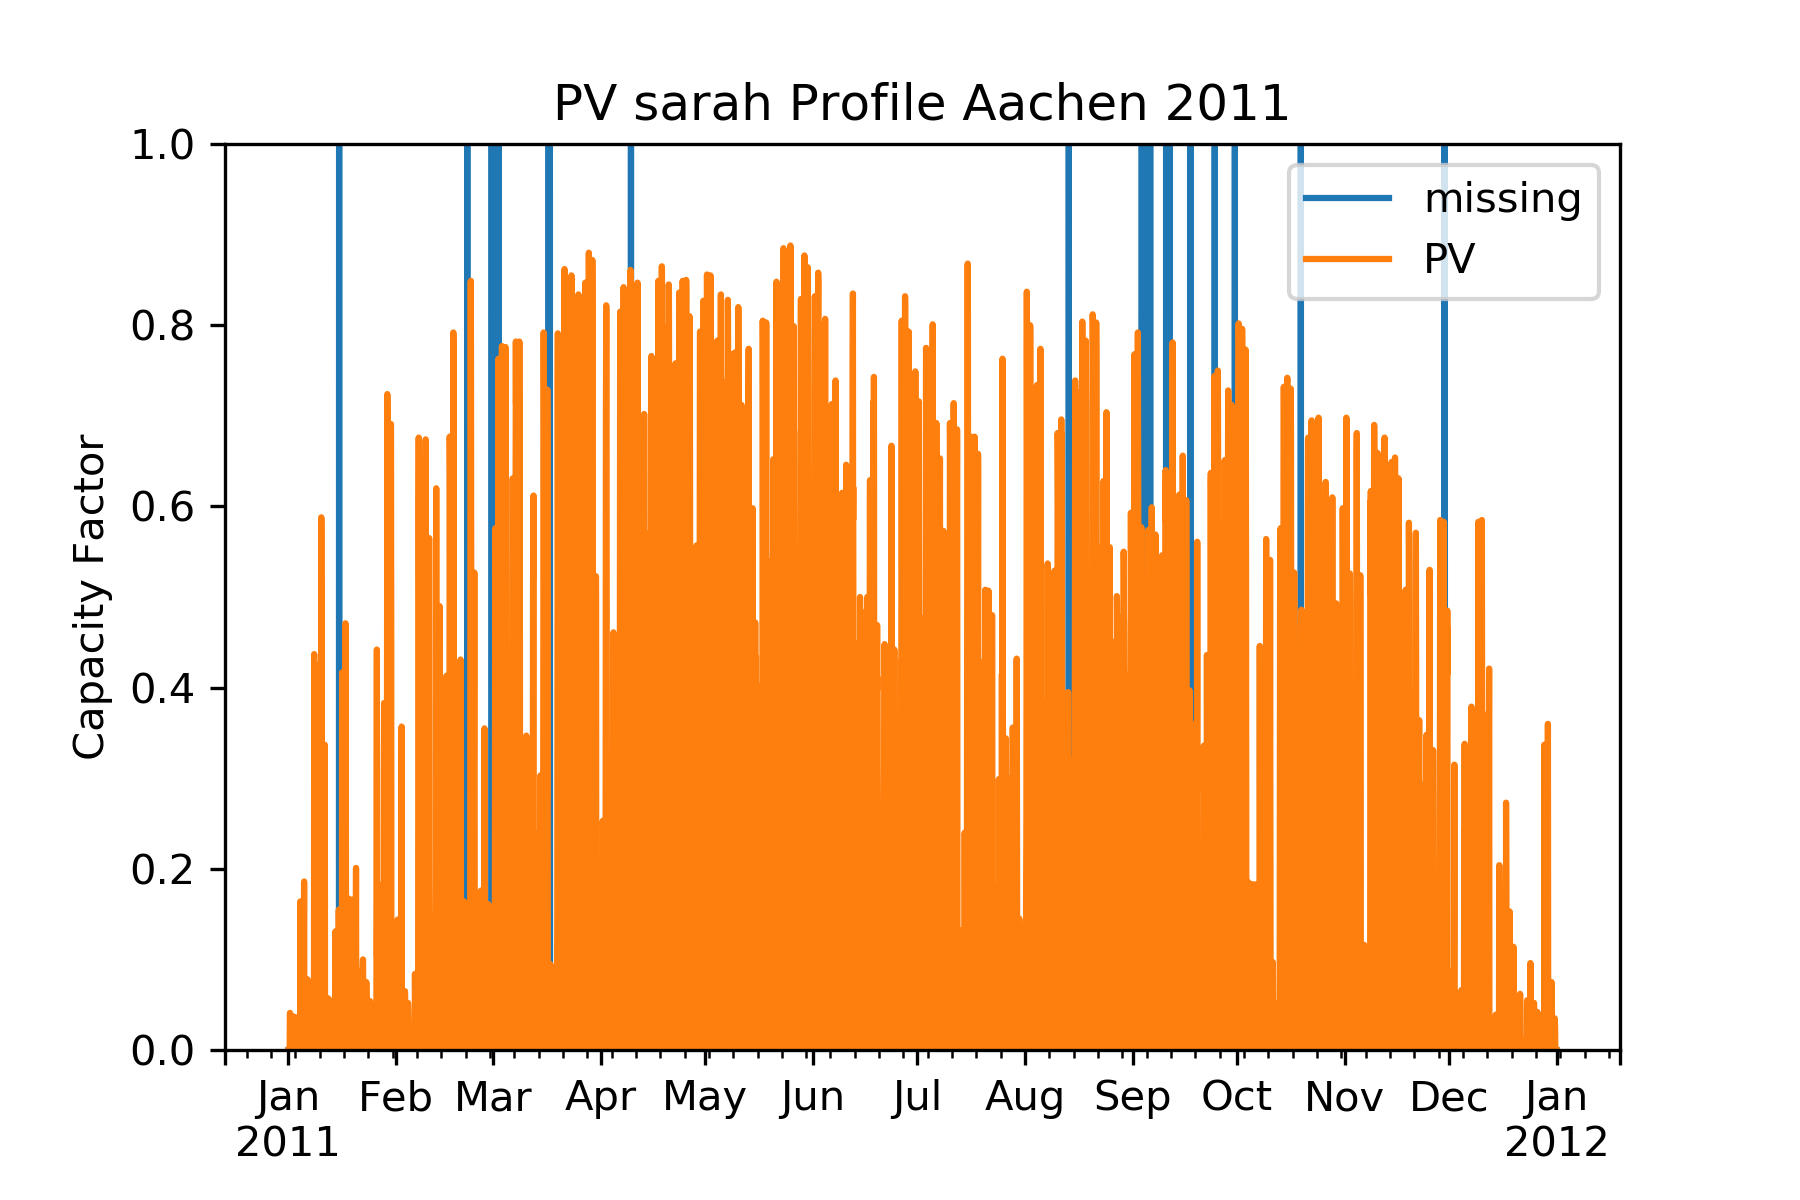 PV sarah Profile Aachen 2011
1.0
0.8
0.6
0.4
0.2
0.0
Capacity Factor
missing
PV
Jan Feb Mar Apr May Jun Jul Aug Sep Oct Nov Dec Jan
2011 2012